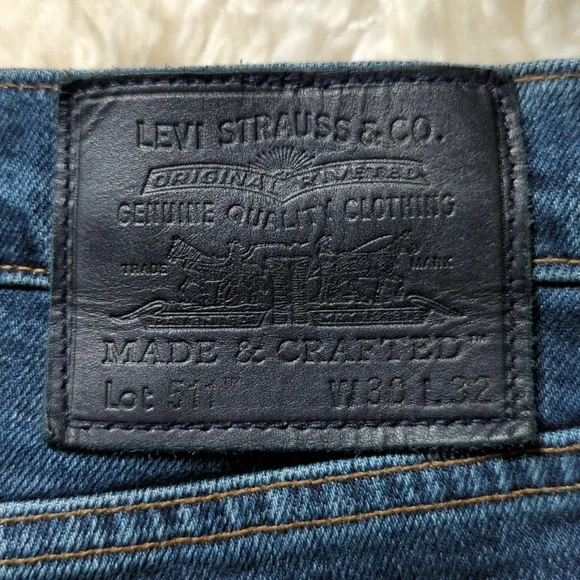 LEVI STRAUSS & CO.
ORIGINAL RIVETED
GENUINE QUALITY CLOTHING
TRADE MARK
MADE & CRAFTED™
Lot 511™ W 30 L 32